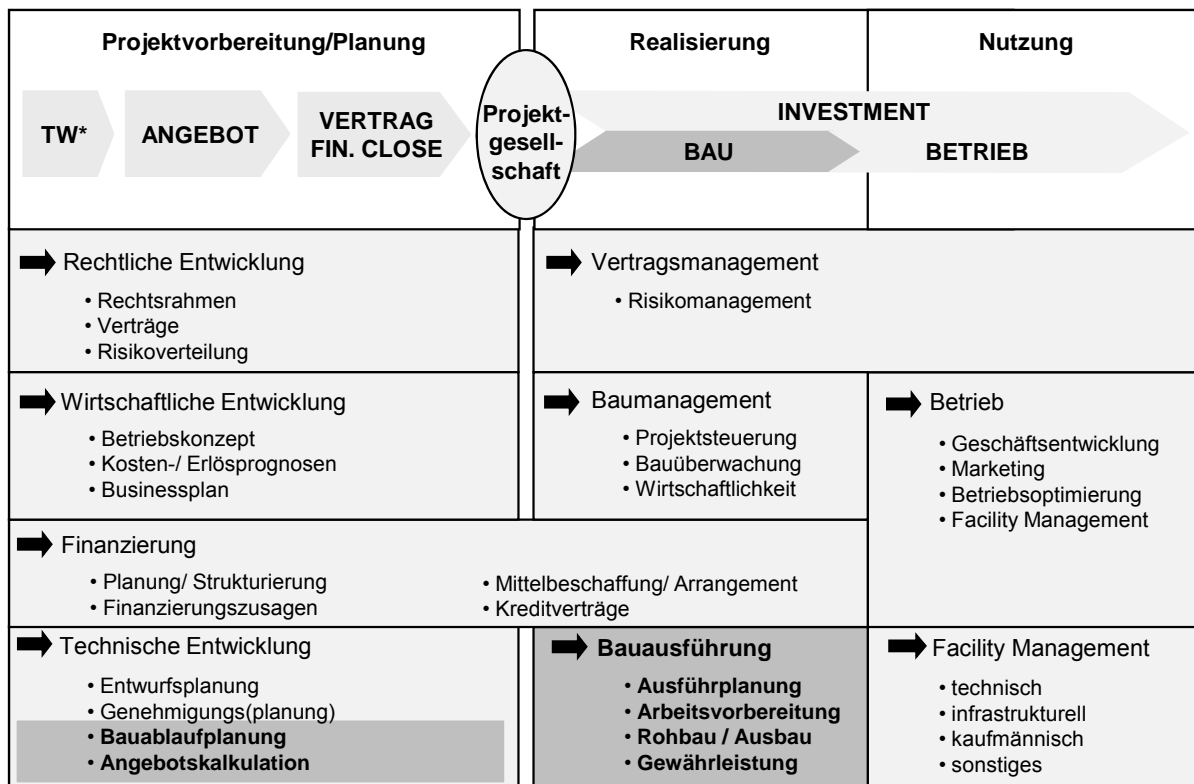 Projektvorbereitung/Planung
Realisierung
Nutzung
TW*
ANGEBOT
VERTRAG
FIN. CLOSE
Projekt-
gesell-
schaft
INVESTMENT
BAU
BETRIEB
Rechtliche Entwicklung
• Rechtsrahmen
• Verträge
• Risikoverteilung
Vertragsmanagement
• Risikomanagement
Wirtschaftliche Entwicklung
• Betriebskonzept
• Kosten-/ Erlösprognosen
• Businessplan
Baumanagement
• Projektsteuerung
• Bauüberwachung
• Wirtschaftlichkeit
Betrieb
• Geschäftsentwicklung
• Marketing
• Betriebsoptimierung
• Facility Management
Finanzierung
• Planung/ Strukturierung
• Finanzierungszusagen
• Mittelbeschaffung/ Arrangement
• Kreditverträge
Technische Entwicklung
• Entwurfsplanung
• Genehmigungs(planung)
• Bauablaufplanung
• Angebotskalkulation
Bauausführung
• Ausführplanung
• Arbeitsvorbereitung
• Rohbau / Ausbau
• Gewährleistung
Facility Management
• technisch
• infrastrukturell
• kaufmännisch
• sonstiges